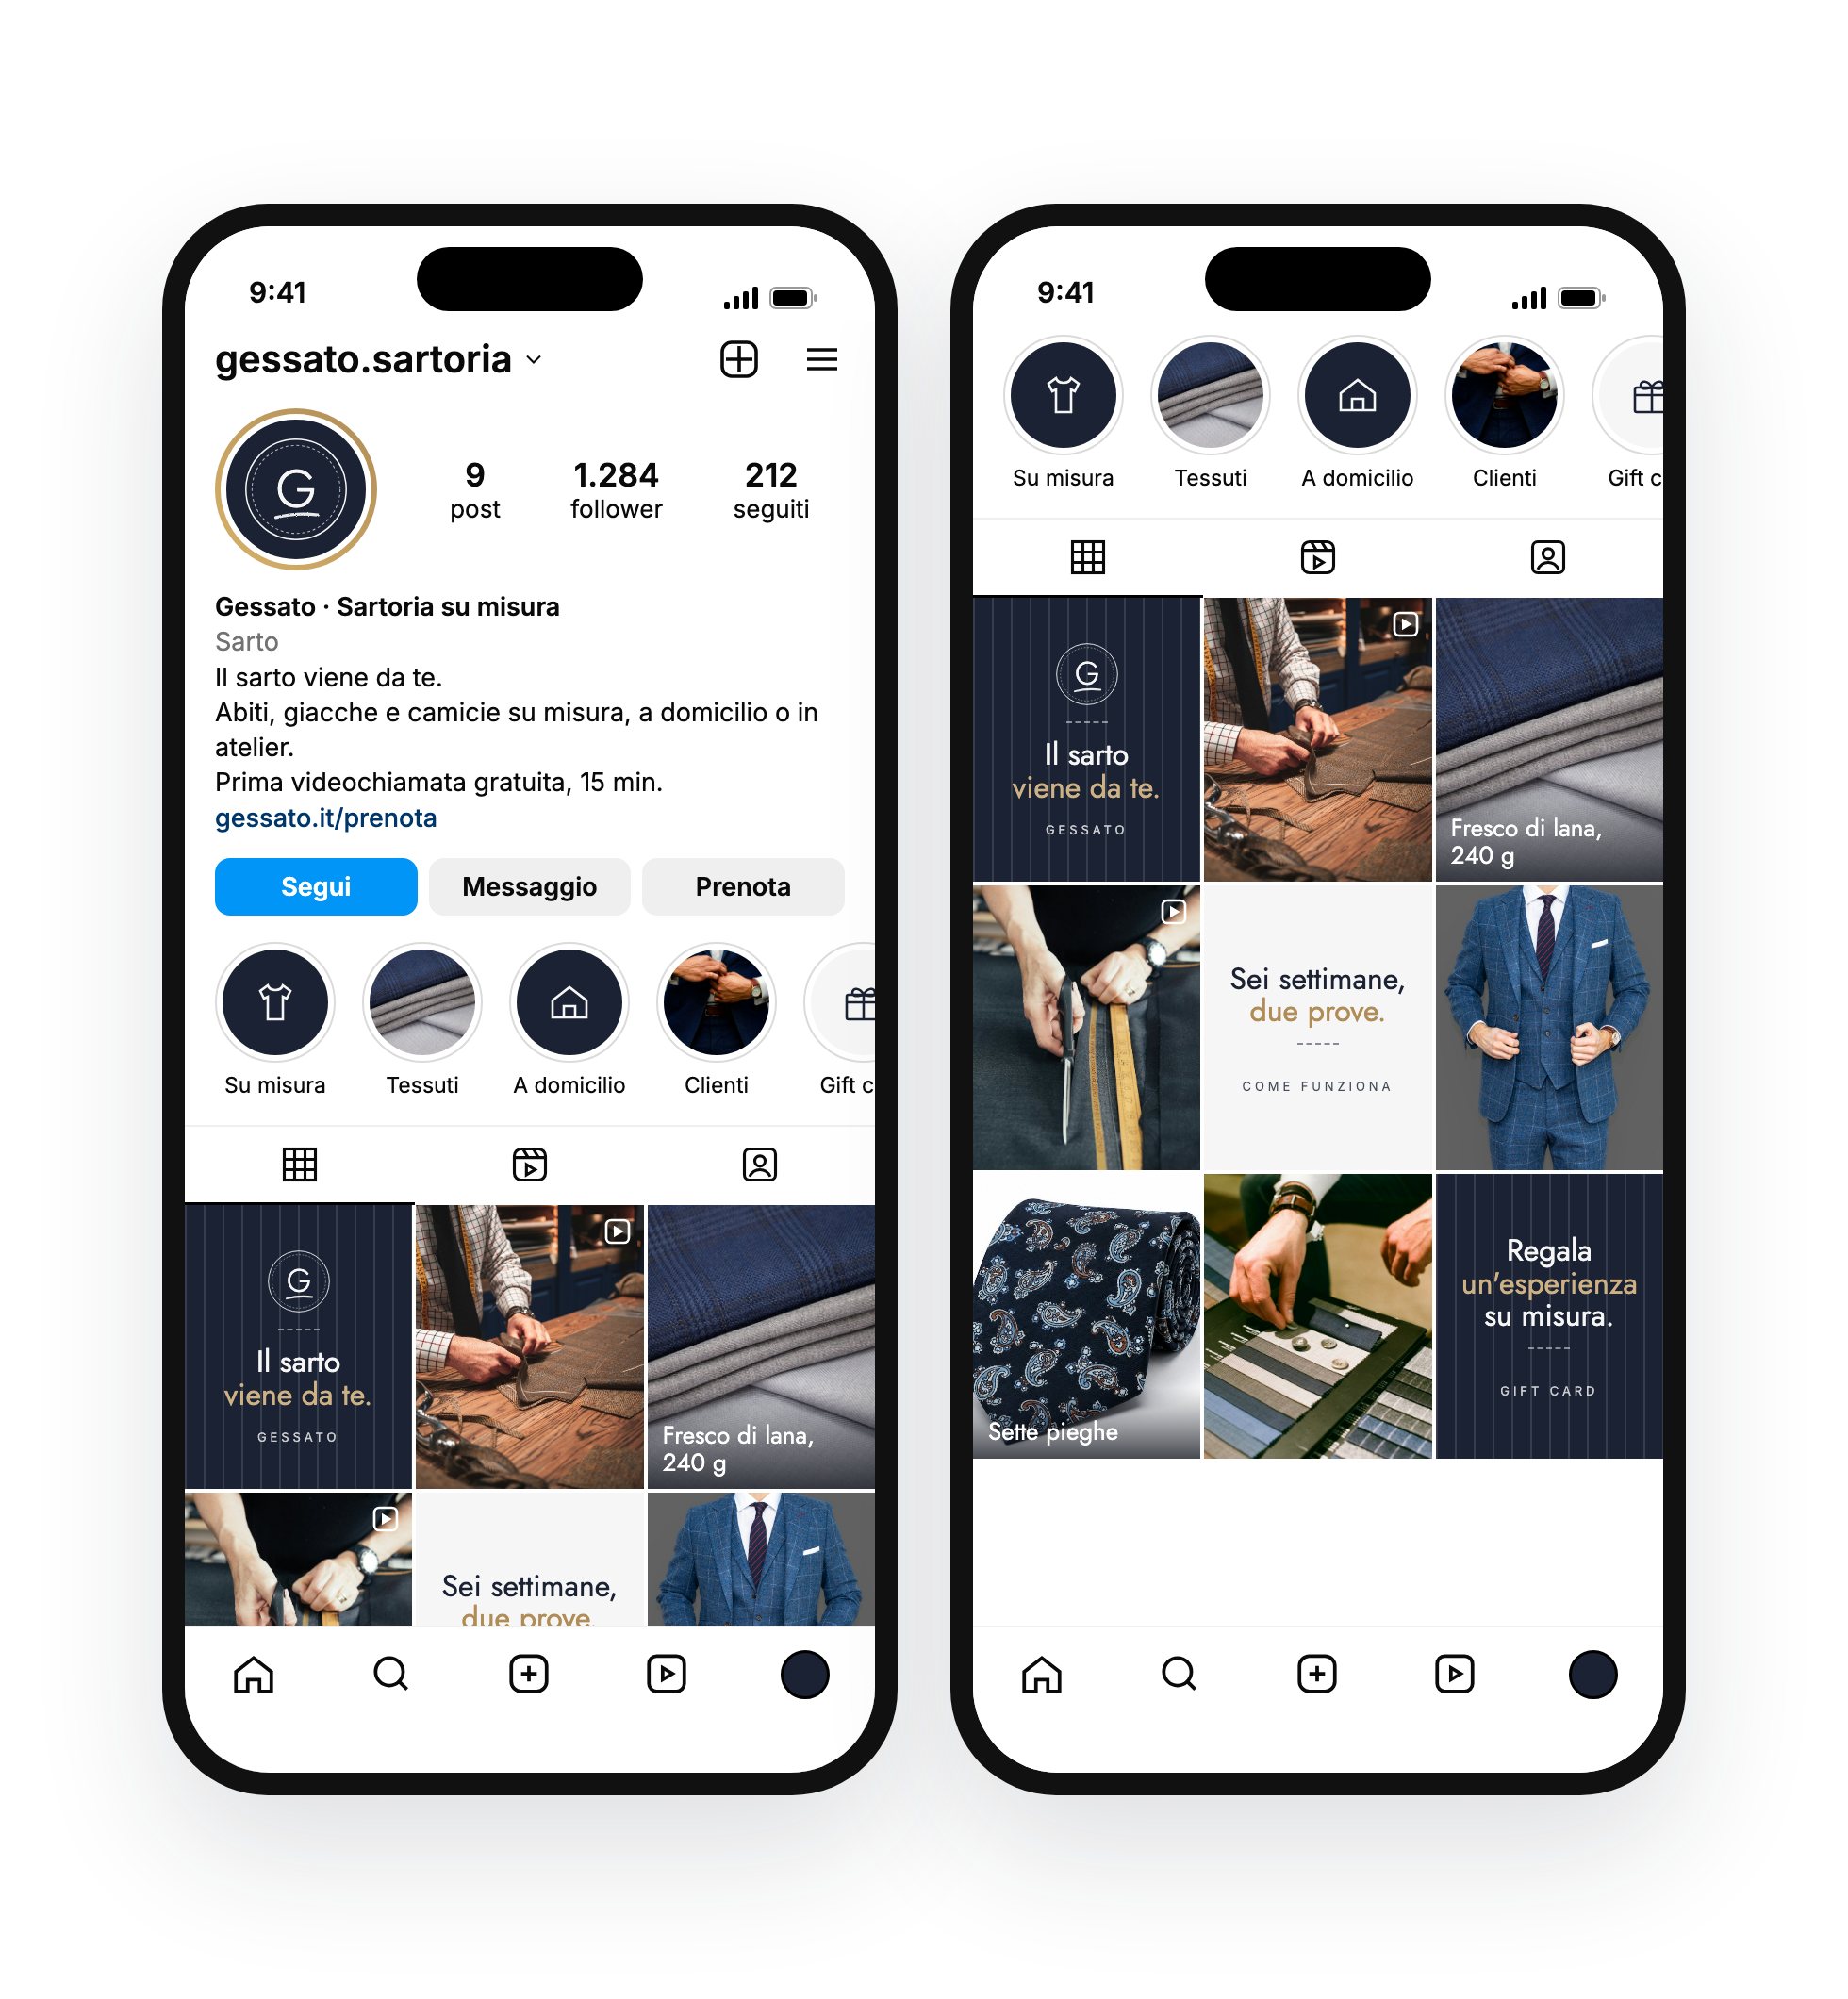 9:41
gessato.sartoria
G
9
post
1.284
follower
212
seguiti
Gessato · Sartoria su misura
Sarto
Il sarto viene da te.
Abiti, giacche e camicie su misura, a domicilio o in
atelier.
Prima videochiamata gratuita, 15 min.
gessato.it/prenota
Segui
Messaggio
Prenota
Su misura
Tessuti
A domicilio
Clienti
Gift c
G
Il sarto
viene da te.
GESSATO
Fresco di lana,
240 g
Sei settimane,
due prove.
9:41
Su misura
Tessuti
A domicilio
Clienti
Gift c
G
Il sarto
viene da te.
GESSATO
Fresco di lana,
240 g
Sei settimane,
due prove.
COME FUNZIONA
Sette pieghe
Regala
un'esperienza
su misura.
GIFT CARD